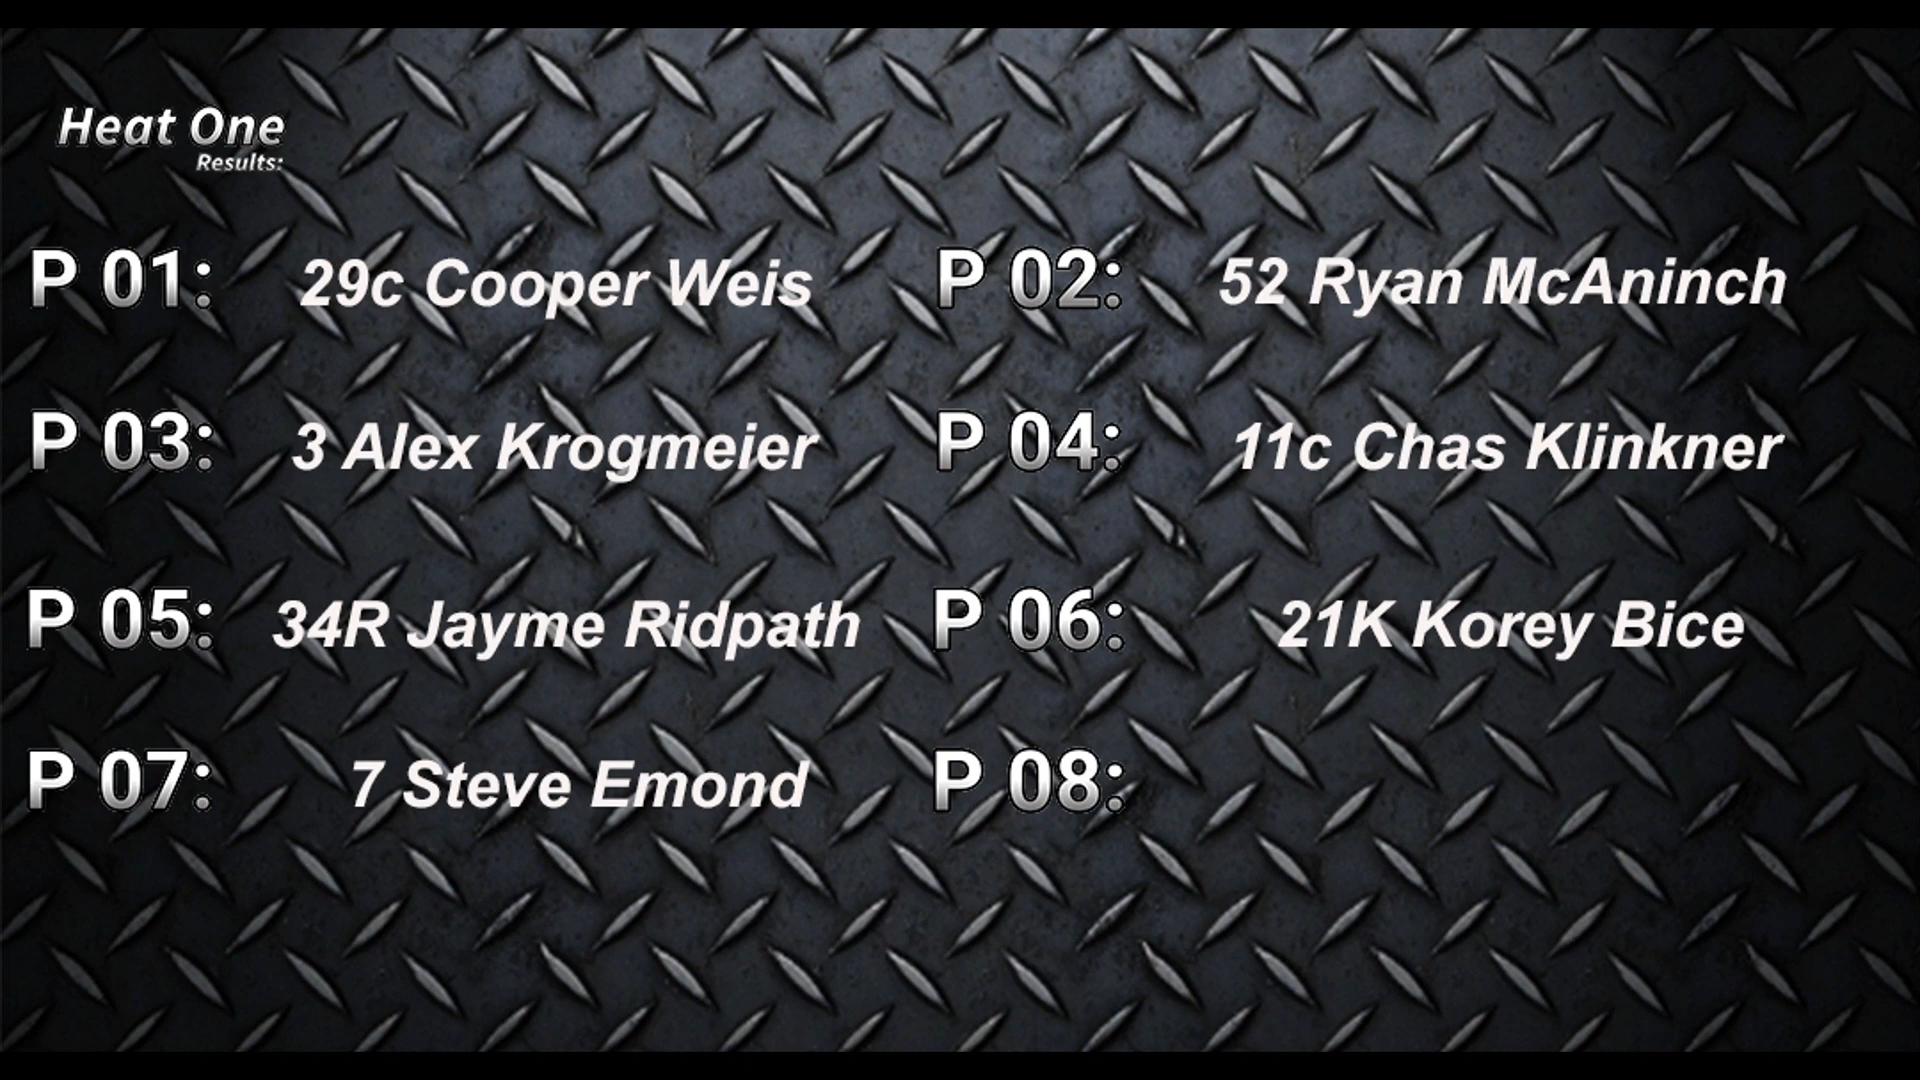 Heat One
Results:
P 01: 29c Cooper Weis P 02: 52 Ryan McAninch
P 03: 3 Alex Krogmeier P 04: 11c Chas Klinkner
P 05: 34R Jayme Ridpath P 06: 21K Korey Bice
P 07: 7 Steve Emond P 08: